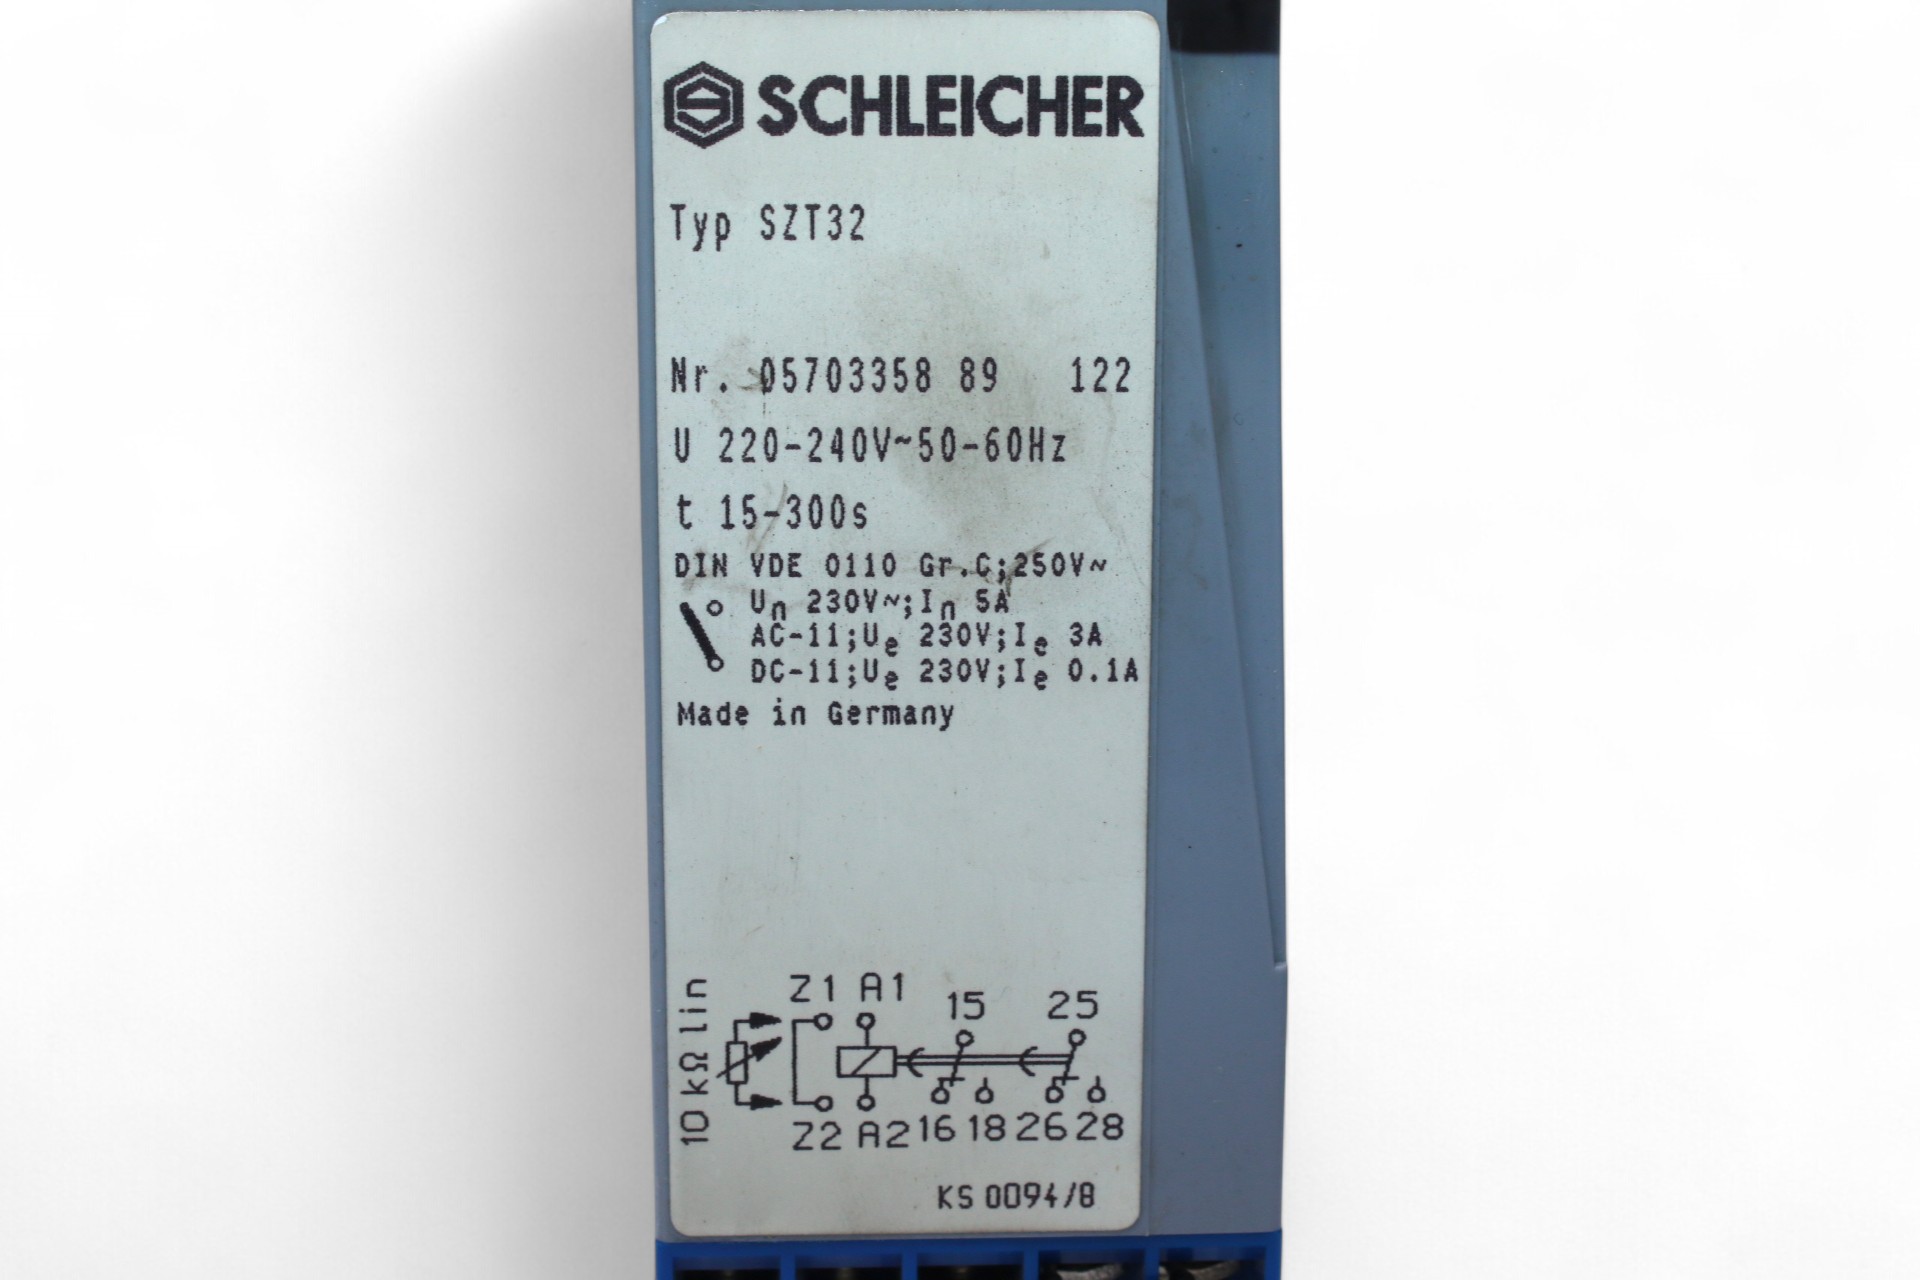 SCHLEICHER
Typ SZT32
Nr. 05703358 89 122
U 220-240V~50-60Hz
t 15-300s
DIN VDE 0110 Gr.C;250V~
Un 230V~;In 5A
AC-11;Ue 230V;Ie 3A
DC-11;Ue 230V;Ie 0.1A
Made in Germany
10 kΩ lin
Z1 A1 15 25
Z2 A2 16 18 26 28
KS 0094/8